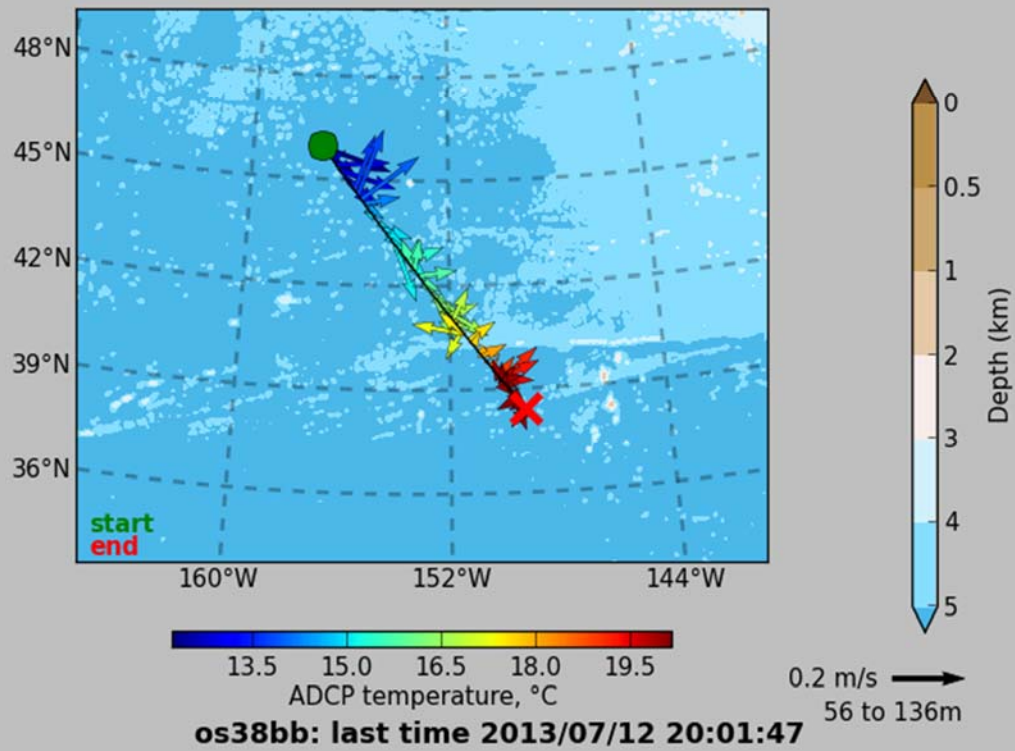 48°N
45°N
42°N
39°N
36°N
start
end
160°W
152°W
144°W
0
0.5
1
2
3
4
5
Depth (km)
13.5
15.0
16.5
18.0
19.5
ADCP temperature, °C
0.2 m/s
56 to 136m
os38bb: last time 2013/07/12 20:01:47